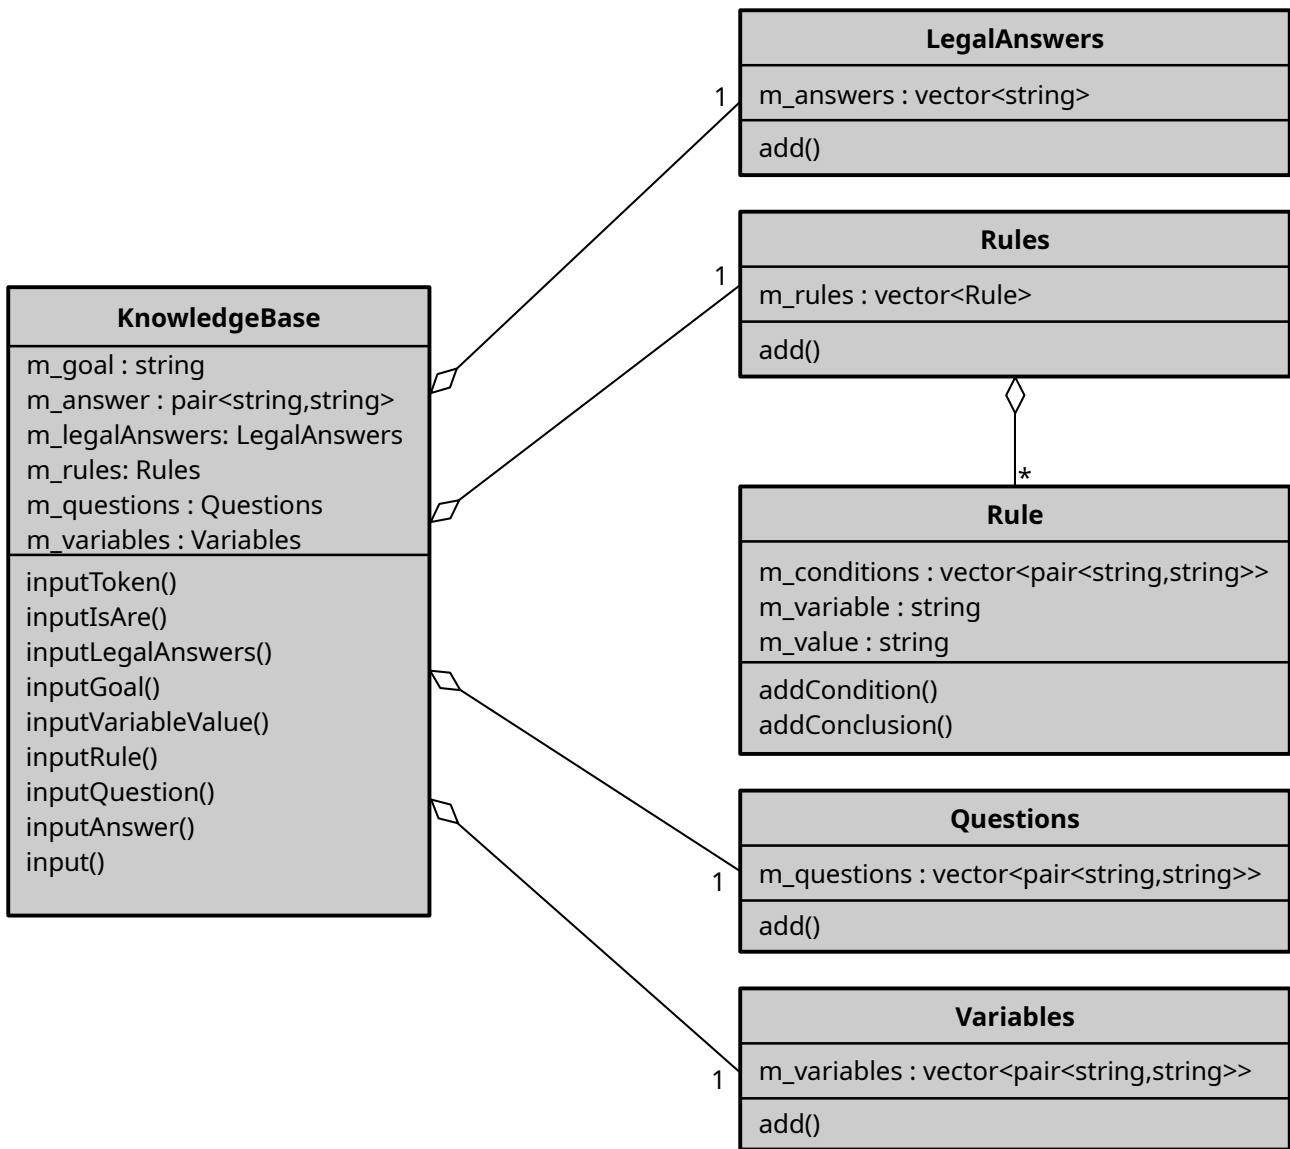 LegalAnswers
1
m_answers : vector<string>
add()
Rules
1
m_rules : vector<Rule>
add()
KnowledgeBase
m_goal : string
m_answer : pair<string,string>
m_legalAnswers: LegalAnswers
m_rules: Rules
m_questions : Questions
m_variables : Variables
inputToken()
inputIsAre()
inputLegalAnswers()
inputGoal()
inputVariableValue()
inputRule()
inputQuestion()
inputAnswer()
input()
*
Rule
m_conditions : vector<pair<string,string>>
m_variable : string
m_value : string
addCondition()
addConclusion()
Questions
1
m_questions : vector<pair<string,string>>
add()
Variables
1
m_variables : vector<pair<string,string>>
add()